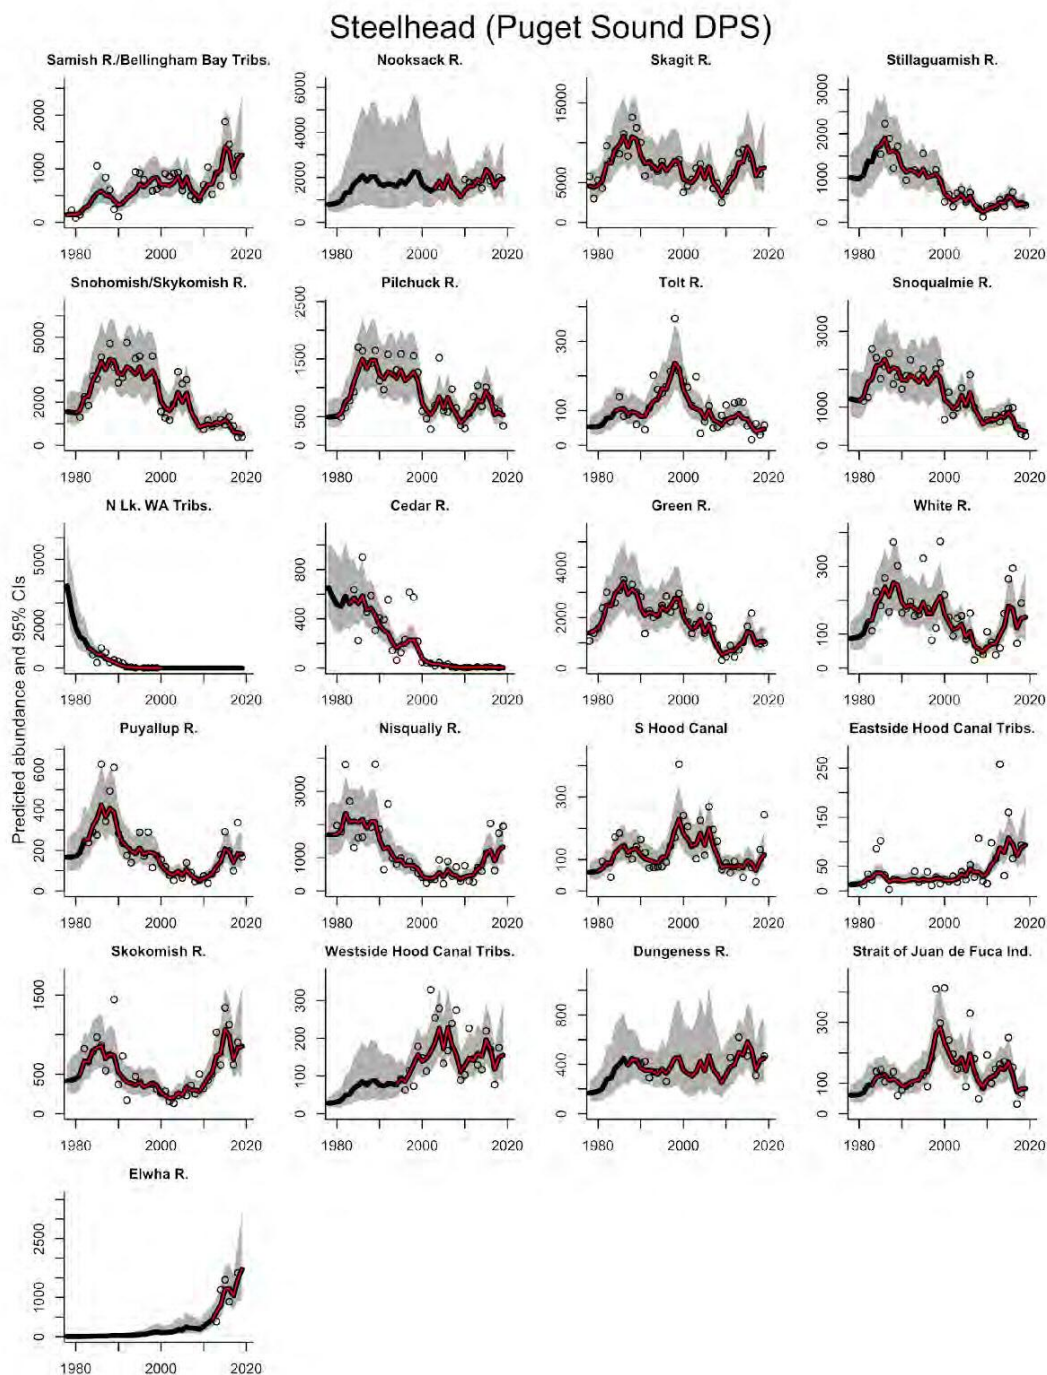 Steelhead (Puget Sound DPS)
Samish R./Bellingham Bay Tribs.
0 1000 2000
1980 2000 2020
Nooksack R.
0 2000 4000 6000
1980 2000 2020
Skagit R.
0 5000 15000
1980 2000 2020
Stillaguamish R.
0 1000 2000 3000
1980 2000 2020
Snohomish/Skykomish R.
0 2000 5000
1980 2000 2020
Pilchuck R.
0 500 1500 2500
1980 2000 2020
Tolt R.
0 100 300
1980 2000 2020
Snoqualmie R.
0 1000 3000
1980 2000 2020
N Lk. WA Tribs.
0 2000 5000
1980 2000 2020
Cedar R.
0 400 800
1980 2000 2020
Green R.
0 2000 4000
1980 2000 2020
White R.
0 100 300
1980 2000 2020
Predicted abundance and 95% CIs
Puyallup R.
0 200 400 600
1980 2000 2020
Nisqually R.
0 1000 3000
1980 2000 2020
S Hood Canal
0 100 300
1980 2000 2020
Eastside Hood Canal Tribs.
0 50 150 250
1980 2000 2020
Skokomish R.
0 500 1500
1980 2000 2020
Westside Hood Canal Tribs.
0 100 200 300
1980 2000 2020
Dungeness R.
0 400 800
1980 2000 2020
Strait of Juan de Fuca Ind.
0 100 300
1980 2000 2020
Elwha R.
0 1000 2500
1980 2000 2020